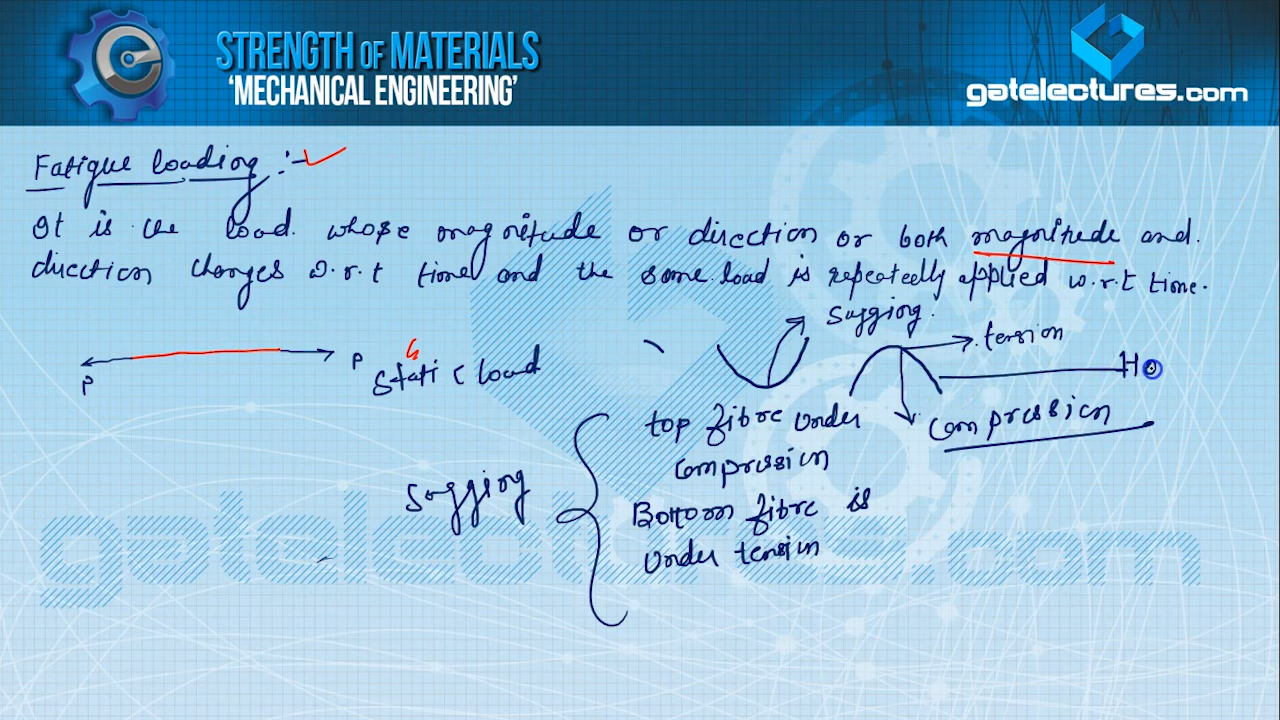 STRENGTH OF MATERIALS
'MECHANICAL ENGINEERING'
gatelectures.com
Fatigue loading :-
It is the load. whose magnitude or direction or both magnitude and.
direction changes w.r.t time and the same load is repeatedly applied w.r.t time.
Sagging.
tension
P
P
Static load
Ho
compression
top fibre under
compression
Sagging
Bottom fibre is
under tension
gatelectures.com